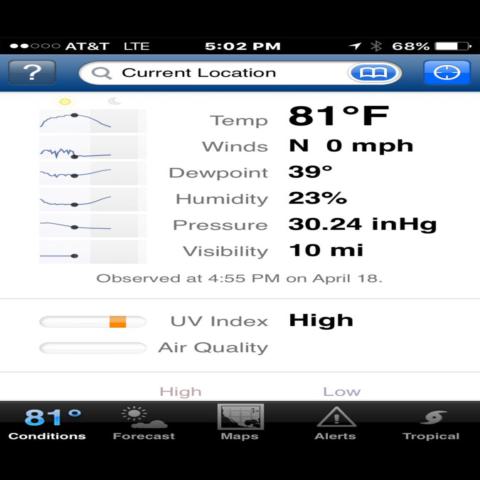 AT&T LTE 5:02 PM 68%
? Current Location
Temp 81°F
Winds N 0 mph
Dewpoint 39°
Humidity 23%
Pressure 30.24 inHg
Visibility 10 mi
Observed at 4:55 PM on April 18.
UV Index High
Air Quality
High Low
81°
Conditions Forecast Maps Alerts Tropical